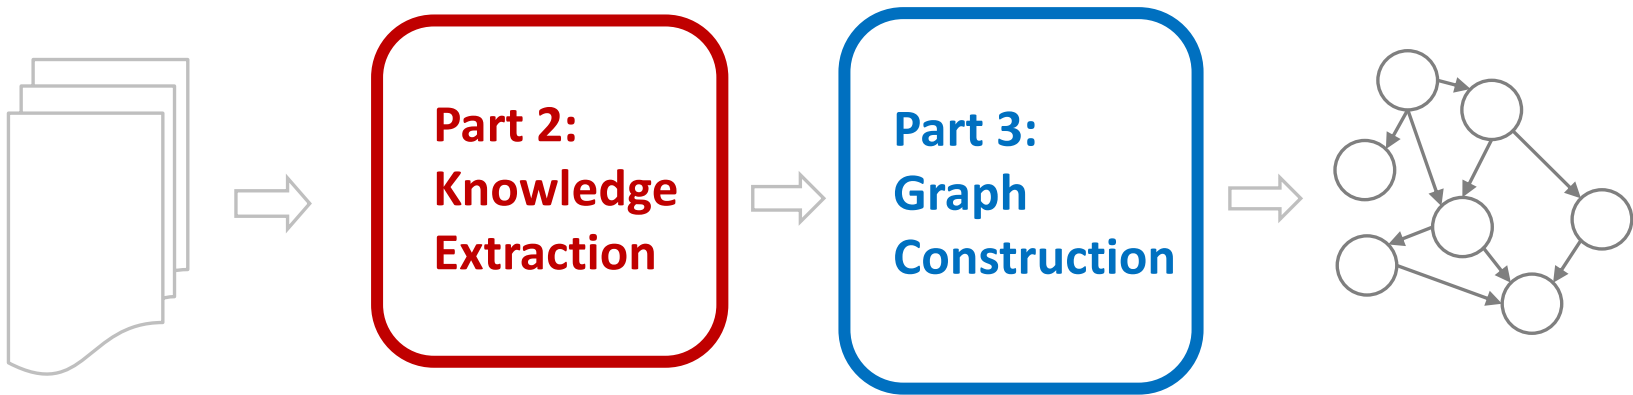 Part 2:
Knowledge
Extraction
Part 3:
Graph
Construction